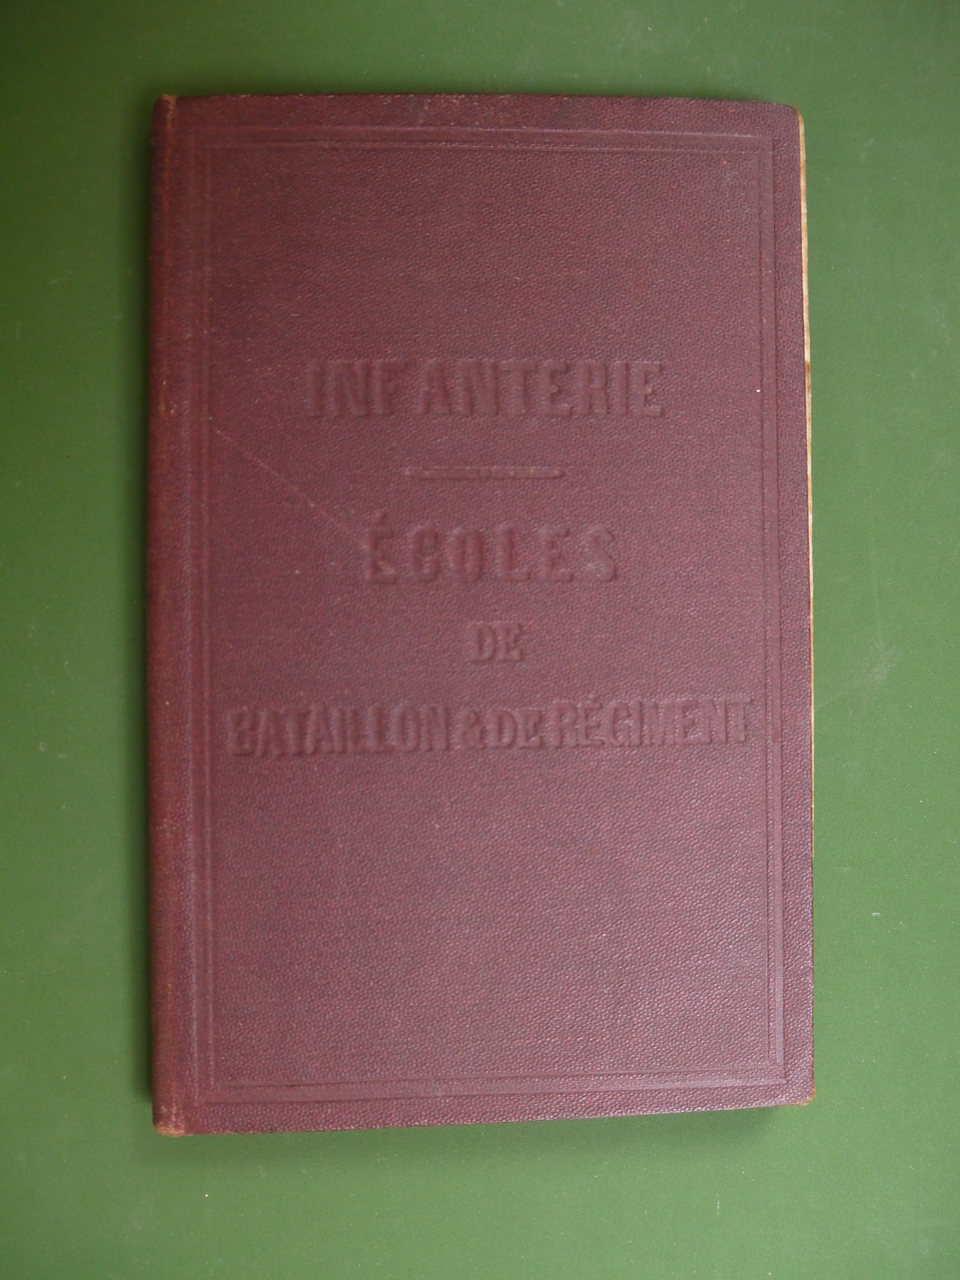 INFANTERIE
ÉCOLES
DE
BATAILLON & DE RÉGIMENT